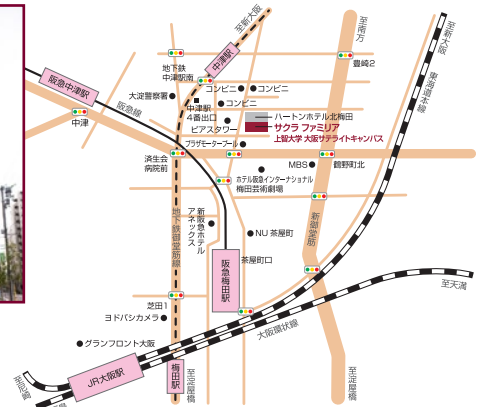 至新大阪
至南方
至新大阪
東海道本線
地下鉄
中津駅南
中津駅
豊崎2
阪急中津駅
大淀警察署
コンビニ
コンビニ
中津駅
4番出口
コンビニ
ピアスタワー
ハートンホテル北梅田
サクラ ファミリア
上智大学 大阪サテライトキャンパス
阪急線
中津
プラザモータープール
済生会
病院前
MBS
鶴野町北
ホテル阪急インターナショナル
梅田芸術劇場
地下鉄御堂筋線
新阪急ホテル
アネックス
新御堂筋
NU 茶屋町
阪急梅田駅
茶屋町口
至天満
芝田1
ヨドバシカメラ
大阪環状線
グランフロント大阪
JR大阪駅
梅田駅
至淀屋橋
至淀屋橋